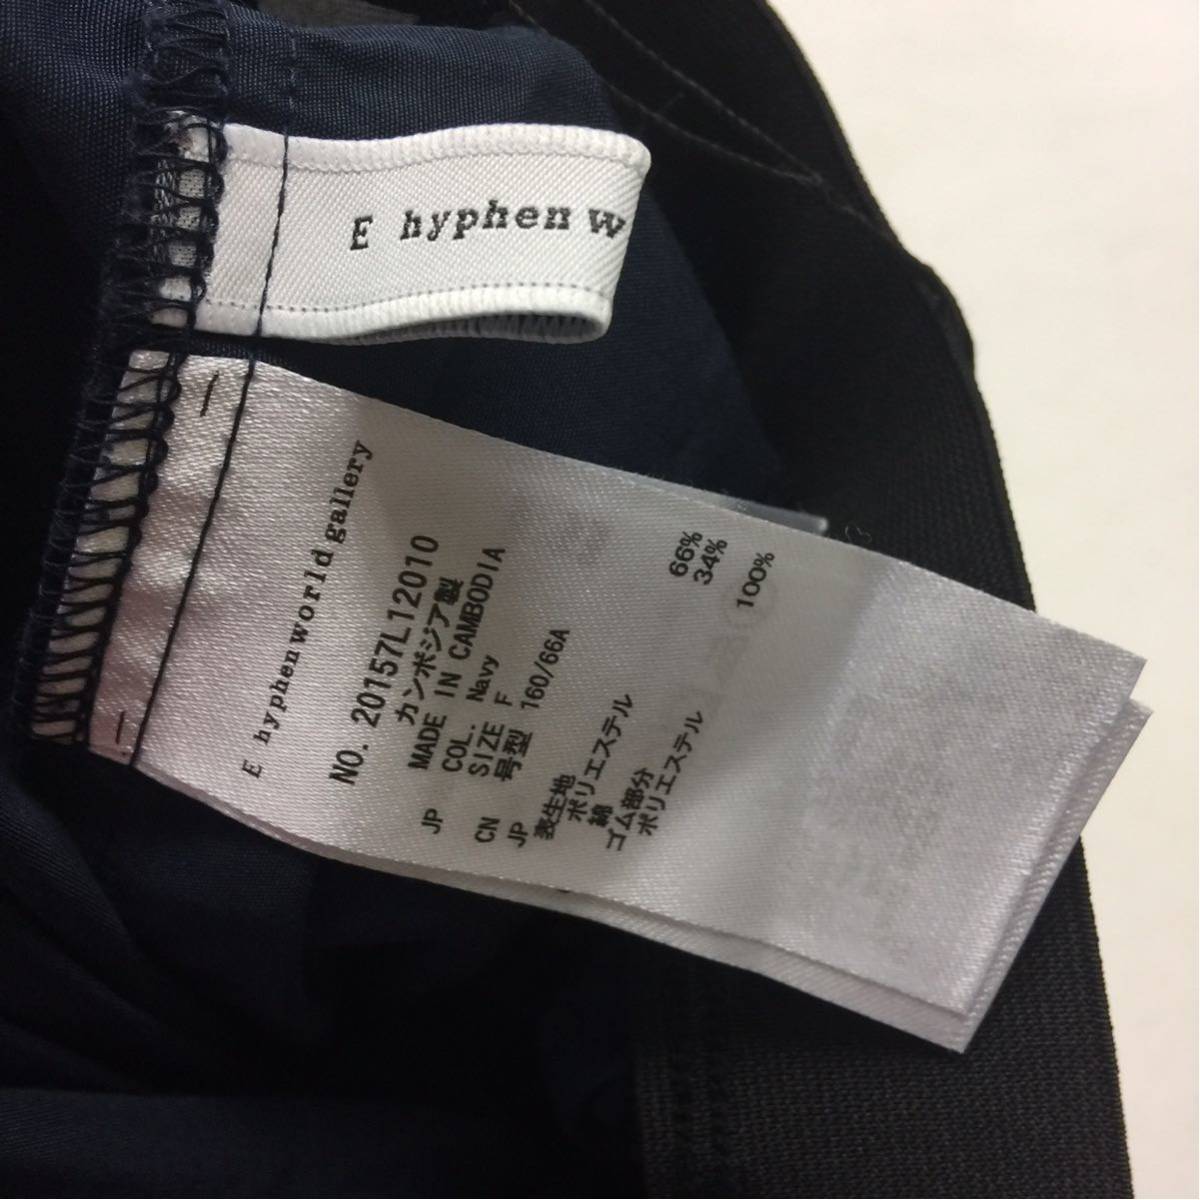 E hyphen w
E hyphen world gallery
NO. 20157L12010
カンボジア製
JP MADE IN CAMBODIA
COL. Navy
SIZE F
CN 号型 160/66A
JP 表生地
ポリエステル 66%
綿 34%
ゴム部分
ポリエステル 100%